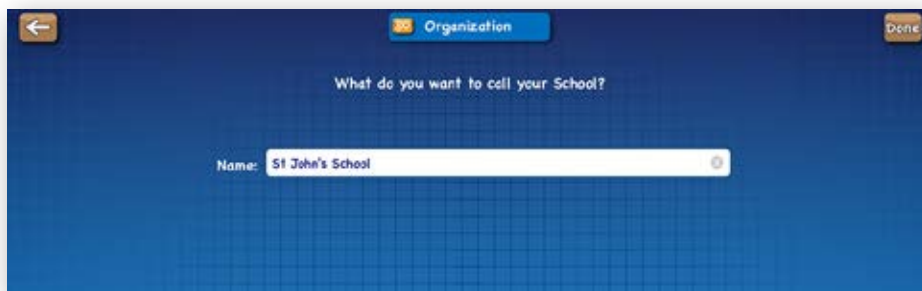 Organization
Done
What do you want to call your School?
Name: St John's School